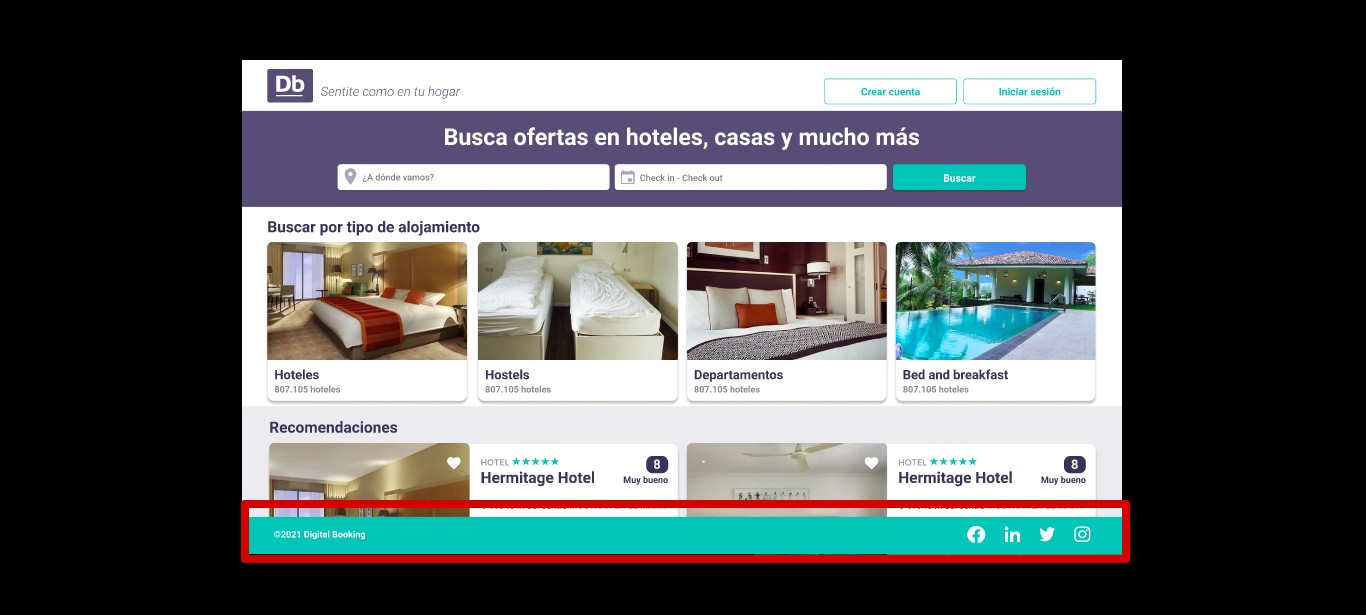 Db
Sentite como en tu hogar
Crear cuenta
Iniciar sesión
Busca ofertas en hoteles, casas y mucho más
¿A dónde vamos?
Check in - Check out
Buscar
Buscar por tipo de alojamiento
Hoteles
807.105 hoteles
Hostels
807.105 hoteles
Departamentos
807.105 hoteles
Bed and breakfast
807.105 hoteles
Recomendaciones
HOTEL
8
Hermitage Hotel
Muy bueno
HOTEL
8
Hermitage Hotel
Muy bueno
©2021 Digital Booking
in